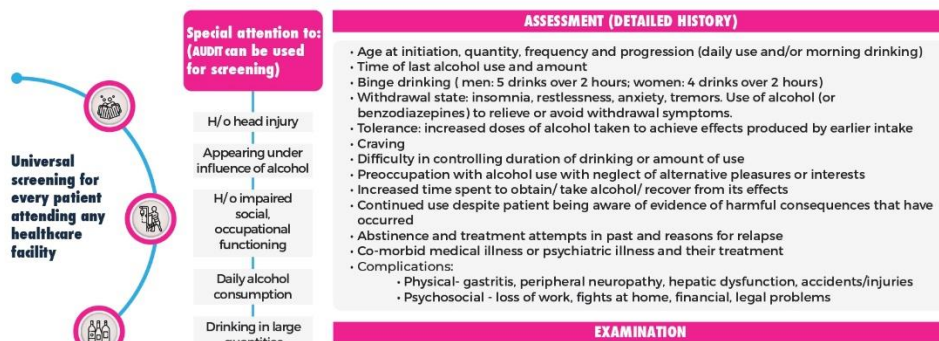 Universal
screening for
every patient
attending any
healthcare
facility
Special attention to:
(AUDIT can be used
for screening)
H/o head injury
Appearing under
influence of alcohol
H/o impaired
social,
occupational
functioning
Daily alcohol
consumption
Drinking in large
quantities
ASSESSMENT (DETAILED HISTORY)
• Age at initiation, quantity, frequency and progression (daily use and/or morning drinking)
• Time of last alcohol use and amount
• Binge drinking ( men: 5 drinks over 2 hours; women: 4 drinks over 2 hours)
• Withdrawal state: insomnia, restlessness, anxiety, tremors. Use of alcohol (or
benzodiazepines) to relieve or avoid withdrawal symptoms.
• Tolerance: increased doses of alcohol taken to achieve effects produced by earlier intake
• Craving
• Difficulty in controlling duration of drinking or amount of use
• Preoccupation with alcohol use with neglect of alternative pleasures or interests
• Increased time spent to obtain/ take alcohol/ recover from its effects
• Continued use despite patient being aware of evidence of harmful consequences that have
occurred
• Abstinence and treatment attempts in past and reasons for relapse
• Co-morbid medical illness or psychiatric illness and their treatment
• Complications:
• Physical- gastritis, peripheral neuropathy, hepatic dysfunction, accidents/injuries
• Psychosocial - loss of work, fights at home, financial, legal problems
EXAMINATION